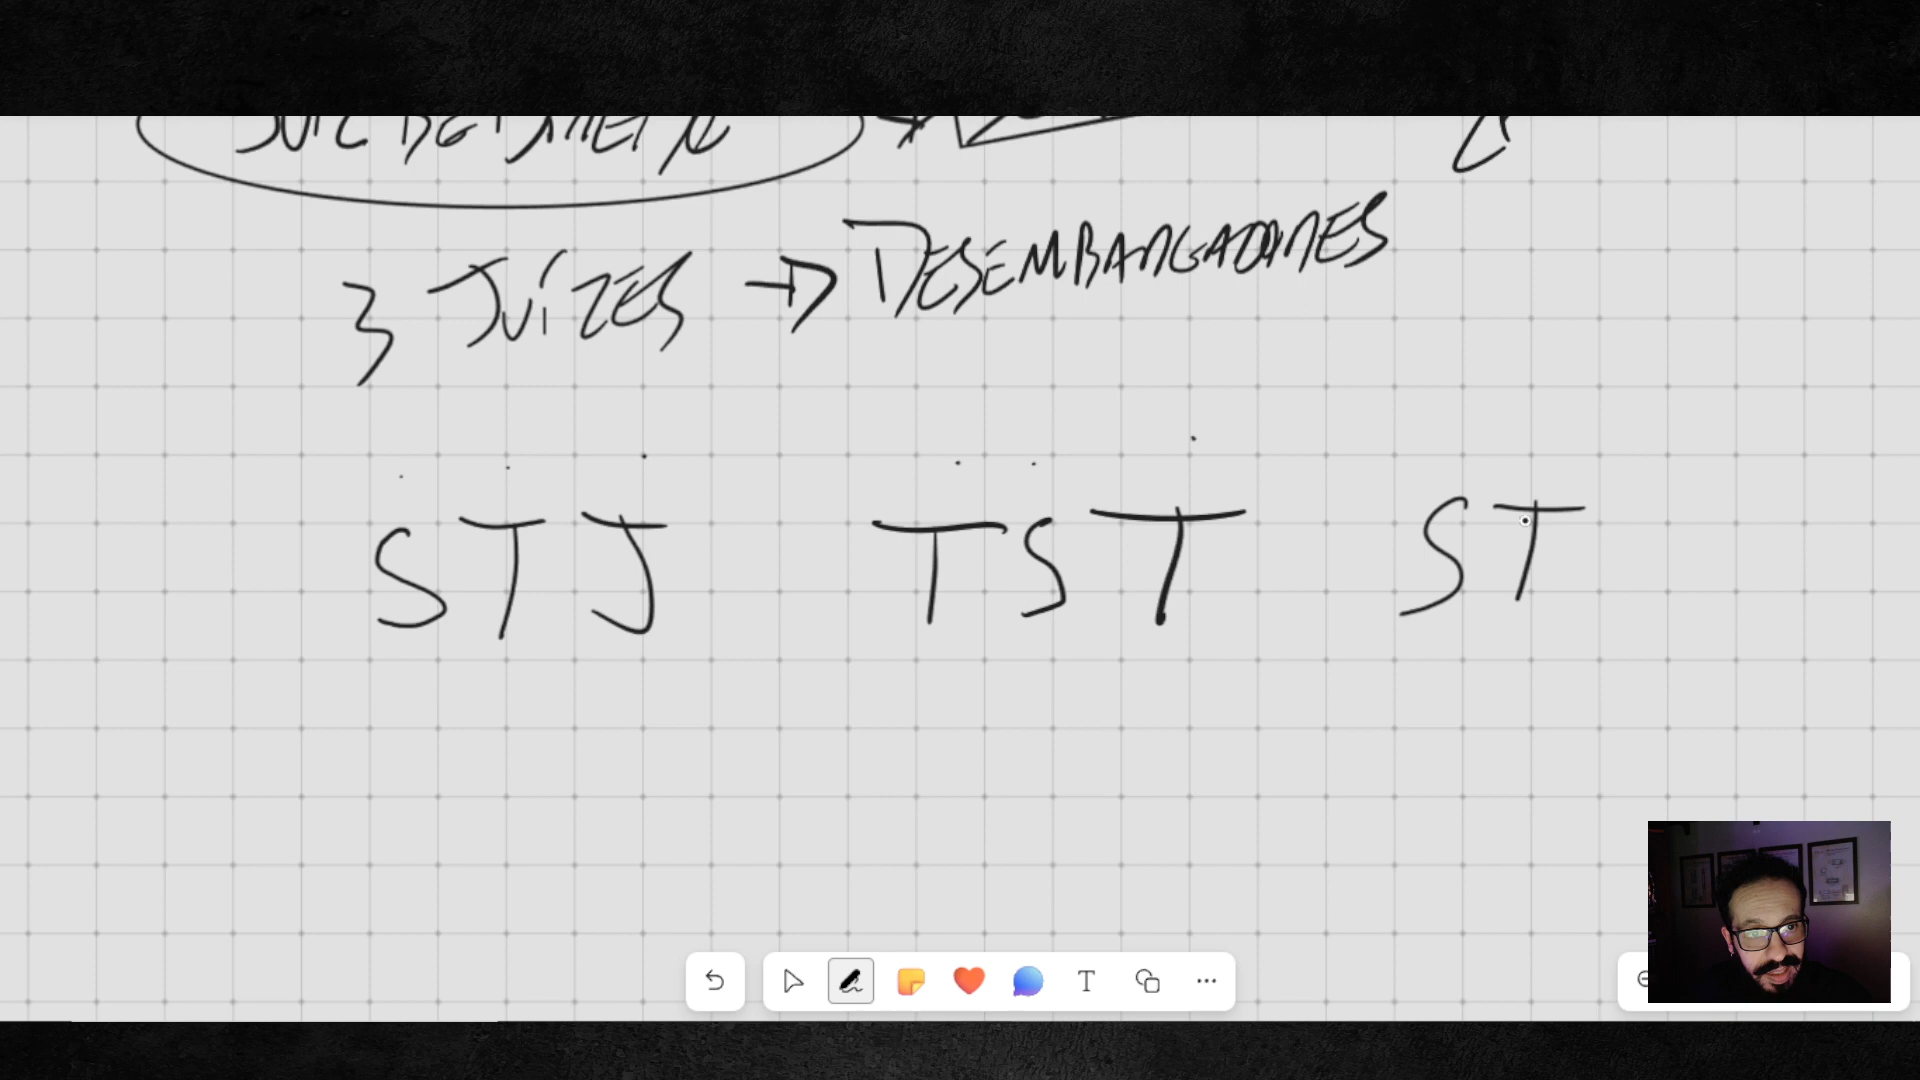 3 JUÍZES → DESEMBARGADORES
STJ TST ST
T